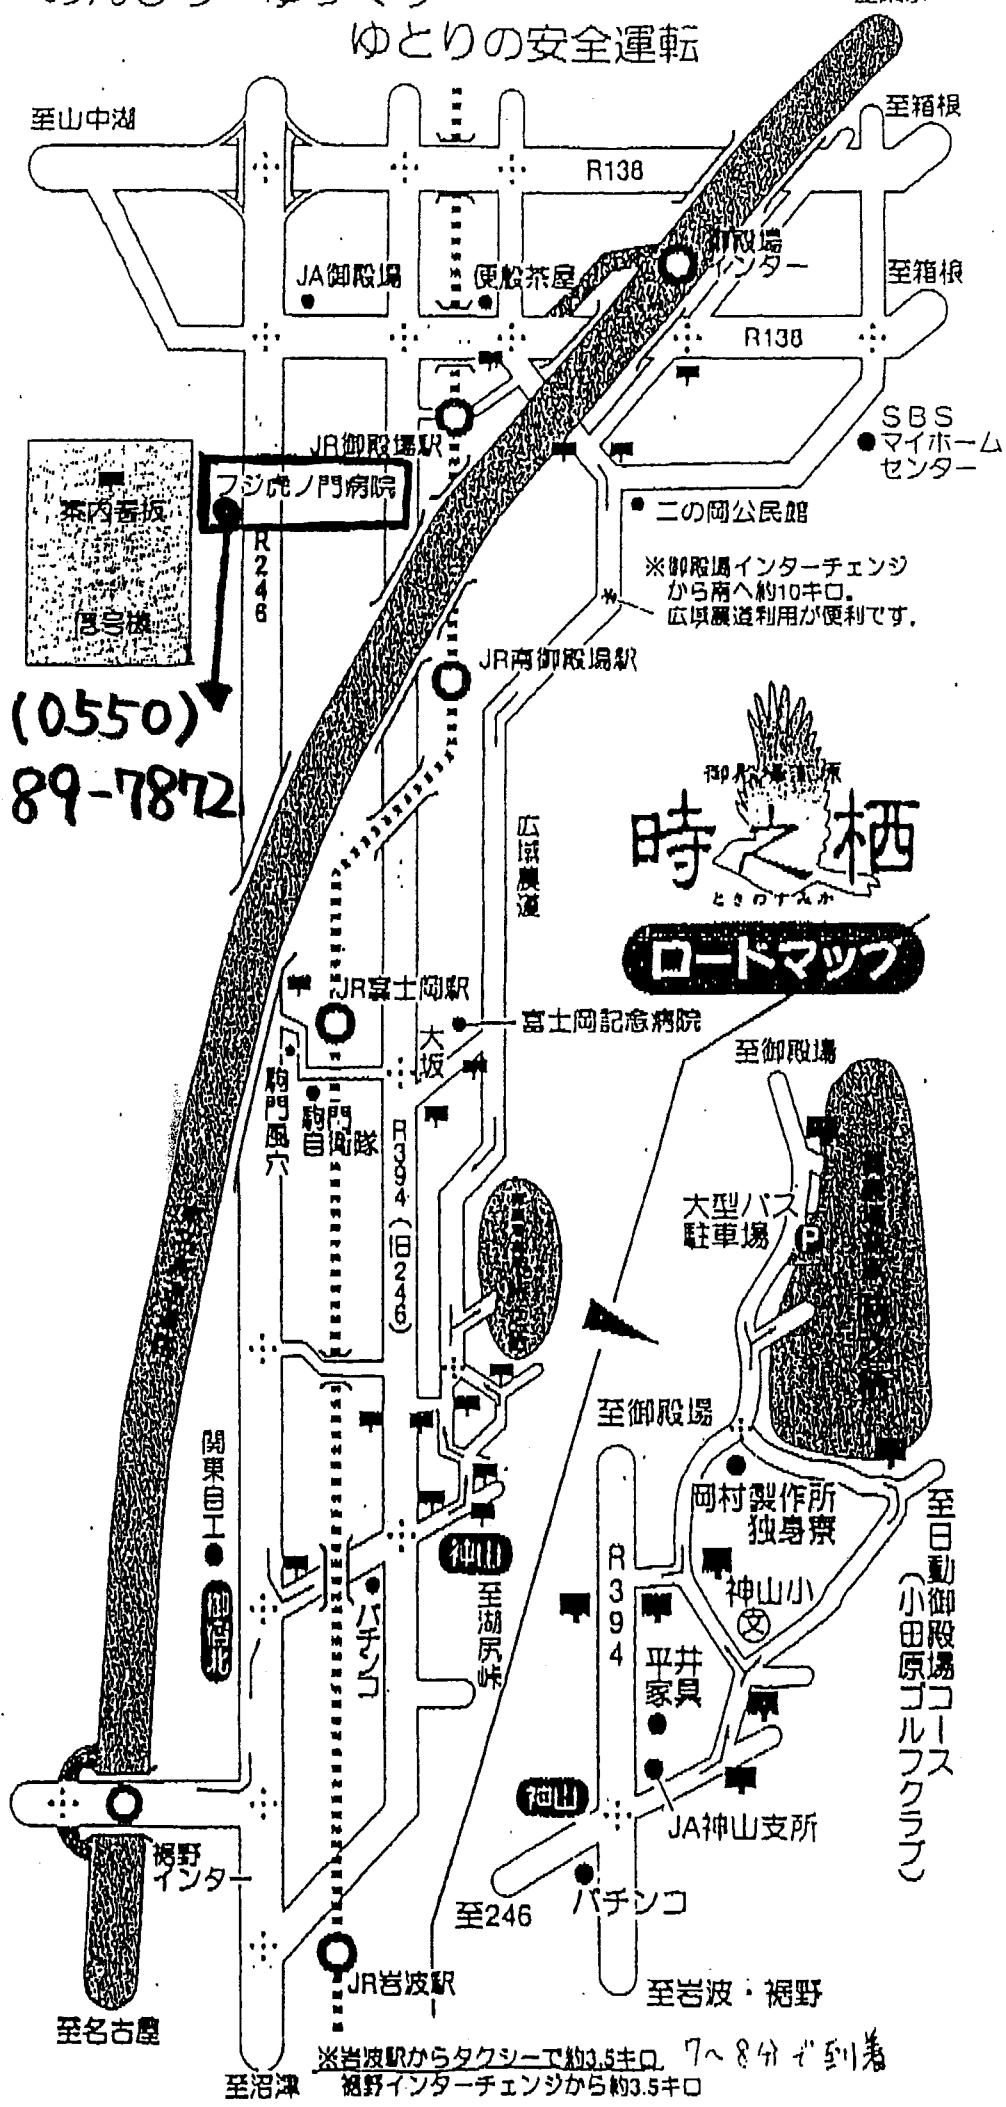 ゆとりの安全運転
至山中湖
至箱根
R138
御殿場
インター
JA御殿場
便船茶屋
至箱根
R138
JR御殿場駅
SBS
マイホーム
センター
案内看板
信号機
フジ虎ノ門病院
R246
二の岡公民館
※御殿場インターチェンジ
から南へ約10キロ。
広域農道利用が便利です。
JR南御殿場駅
(0550)
89-7872
広域農道
御殿場高原
時之栖
ときのすみか
ロードマップ
JR富士岡駅
大坂
富士岡記念病院
至御殿場
駒門風穴
駒門
自衛隊
R394(旧246)
大型バス
駐車場
P
至御殿場
関東自工
岡村製作所
独身寮
神山
R394
神山小
文
至日動御殿場コース
(小田原ゴルフクラブ)
御宿北
パチンコ
至湖尻峠
平井
家具
神山
JA神山支所
裾野
インター
パチンコ
至246
JR岩波駅
至岩波・裾野
至名古屋
※岩波駅からタクシーで約3.5キロ 7〜8分で到着
至沼津
裾野インターチェンジから約3.5キロ